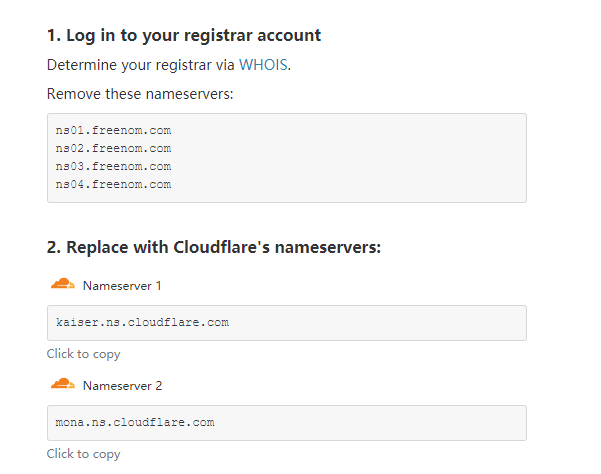 1. Log in to your registrar account
Determine your registrar via WHOIS.
Remove these nameservers:
ns01.freenom.com
ns02.freenom.com
ns03.freenom.com
ns04.freenom.com
2. Replace with Cloudflare's nameservers:
Nameserver 1
kaiser.ns.cloudflare.com
Click to copy
Nameserver 2
mona.ns.cloudflare.com
Click to copy